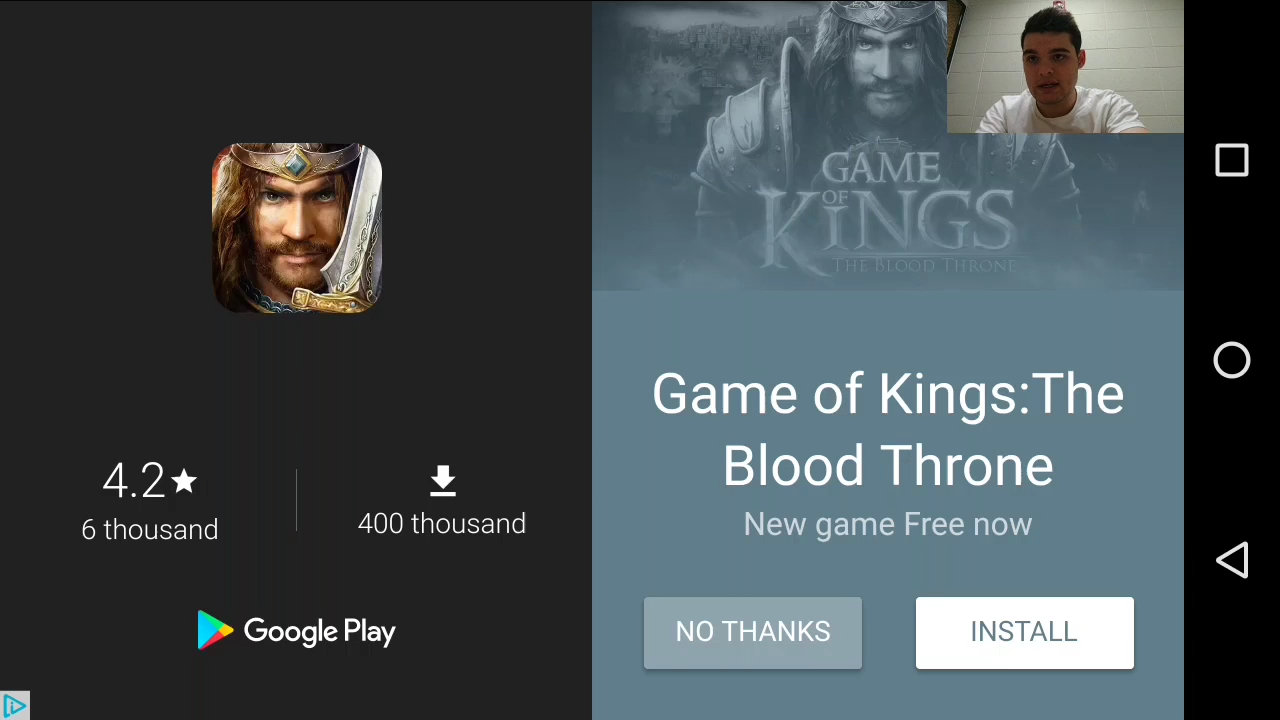 4.2★
6 thousand
400 thousand
Google Play
GAME
OF
KiNGS
THE BLOOD THRONE
Game of Kings:The
Blood Throne
New game Free now
NO THANKS
INSTALL